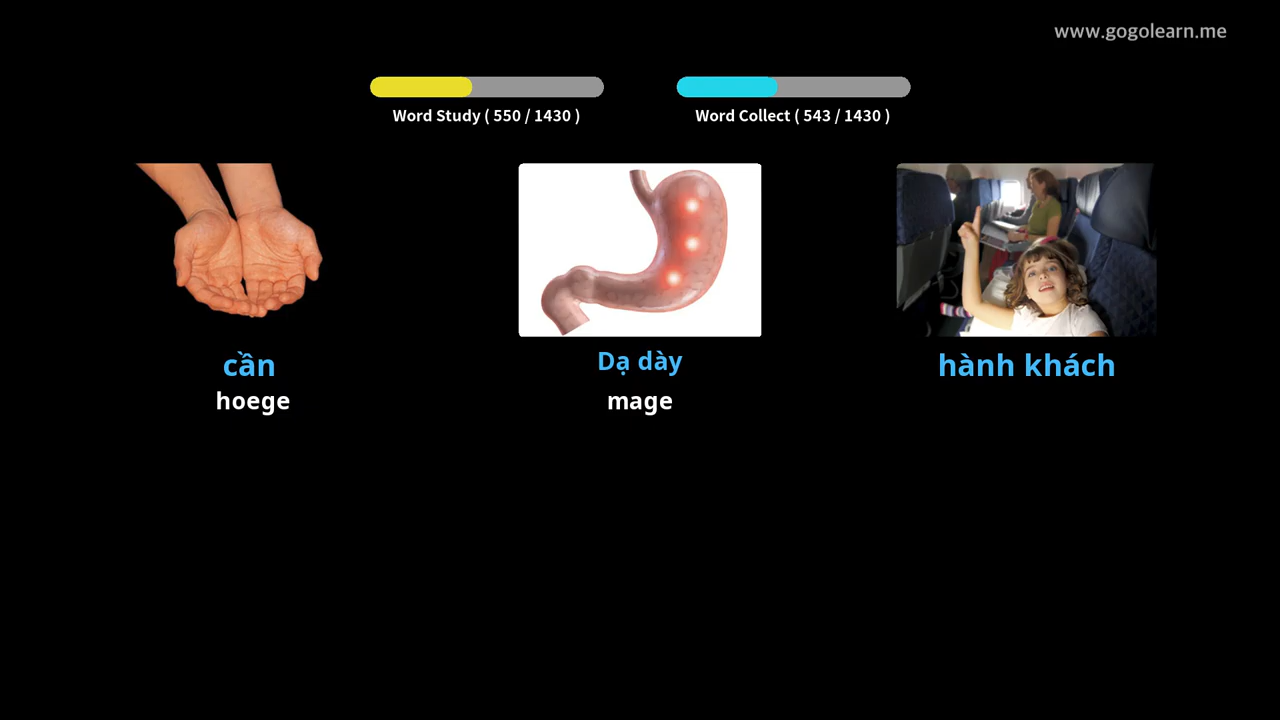 www.gogolearn.me
Word Study ( 550 / 1430 )
Word Collect ( 543 / 1430 )
cần
hoege
Dạ dày
mage
hành khách